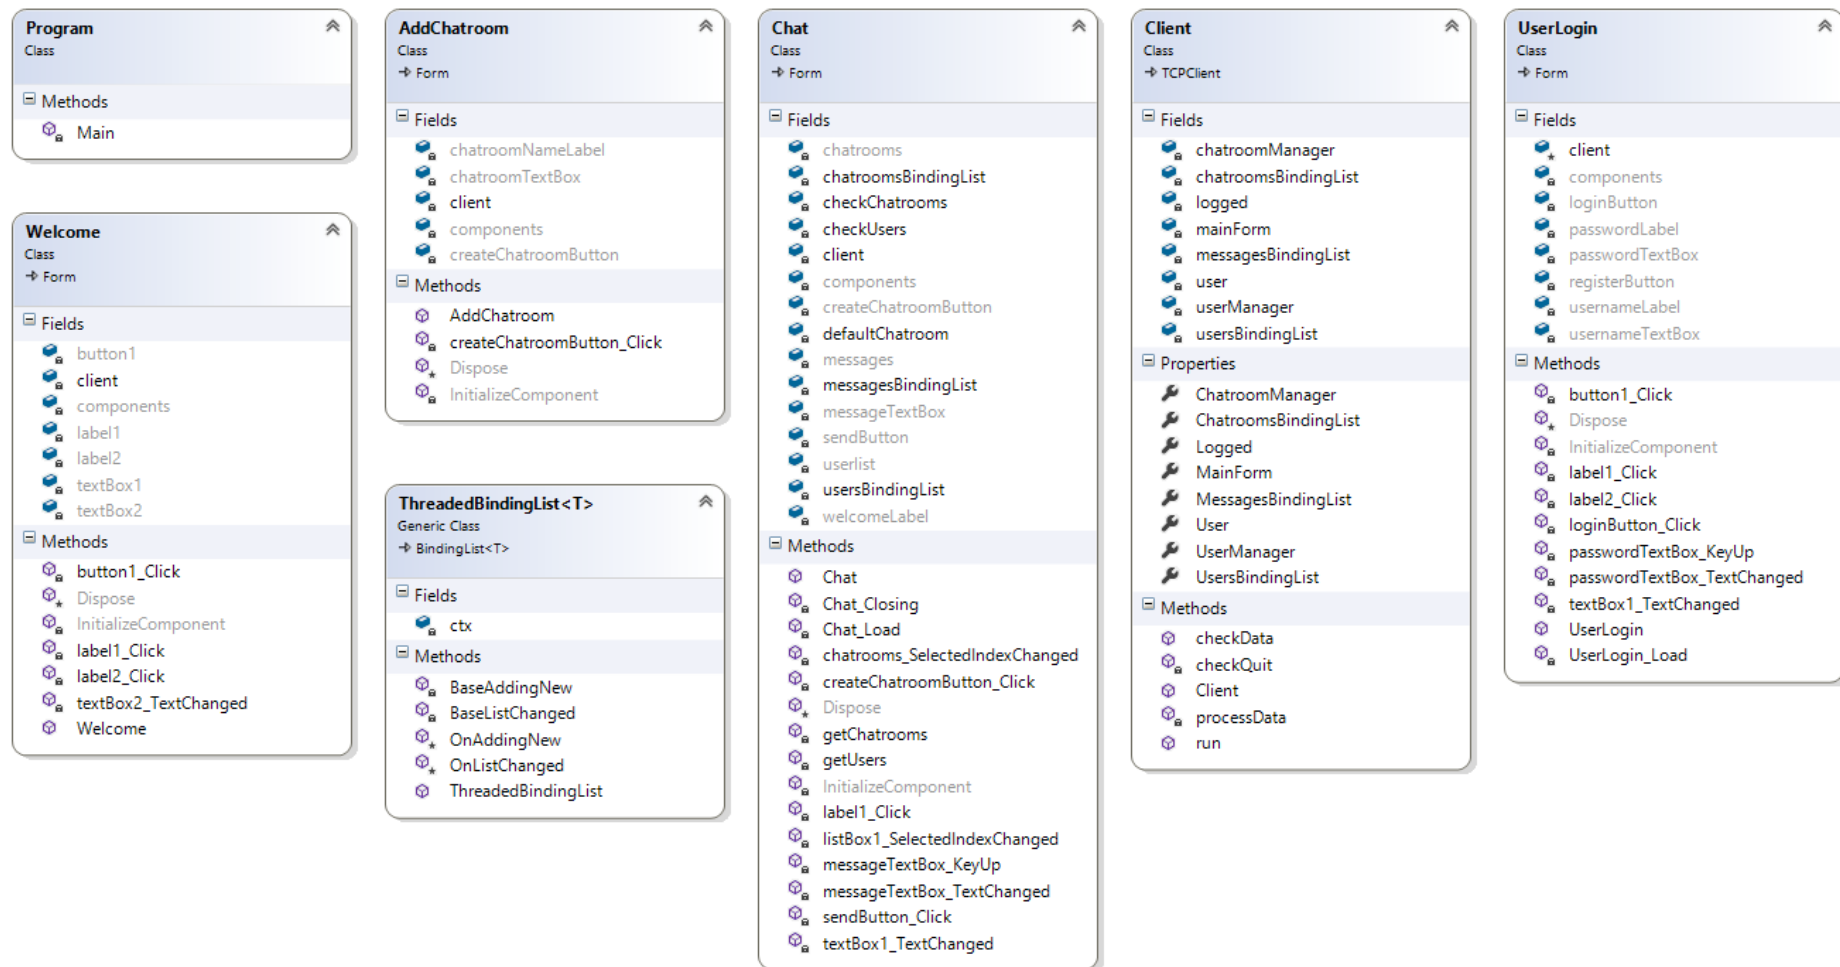 Program
Class
Methods
Main
Welcome
Class
Form
Fields
button1
client
components
label1
label2
textBox1
textBox2
Methods
button1_Click
Dispose
InitializeComponent
label1_Click
label2_Click
textBox2_TextChanged
Welcome
AddChatroom
Class
Form
Fields
chatroomNameLabel
chatroomTextBox
client
components
createChatroomButton
Methods
AddChatroom
createChatroomButton_Click
Dispose
InitializeComponent
ThreadedBindingList<T>
Generic Class
BindingList<T>
Fields
ctx
Methods
BaseAddingNew
BaseListChanged
OnAddingNew
OnListChanged
ThreadedBindingList
Chat
Class
Form
Fields
chatrooms
chatroomsBindingList
checkChatrooms
checkUsers
client
components
createChatroomButton
defaultChatroom
messages
messagesBindingList
messageTextBox
sendButton
userlist
usersBindingList
welcomeLabel
Methods
Chat
Chat_Closing
Chat_Load
chatrooms_SelectedIndexChanged
createChatroomButton_Click
Dispose
getChatrooms
getUsers
InitializeComponent
label1_Click
listBox1_SelectedIndexChanged
messageTextBox_KeyUp
messageTextBox_TextChanged
sendButton_Click
textBox1_TextChanged
Client
Class
TCPClient
Fields
chatroomManager
chatroomsBindingList
logged
mainForm
messagesBindingList
user
userManager
usersBindingList
Properties
ChatroomManager
ChatroomsBindingList
Logged
MainForm
MessagesBindingList
User
UserManager
UsersBindingList
Methods
checkData
checkQuit
Client
processData
run
UserLogin
Class
Form
Fields
client
components
loginButton
passwordLabel
passwordTextBox
registerButton
usernameLabel
usernameTextBox
Methods
button1_Click
Dispose
InitializeComponent
label1_Click
label2_Click
loginButton_Click
passwordTextBox_KeyUp
passwordTextBox_TextChanged
textBox1_TextChanged
UserLogin
UserLogin_Load